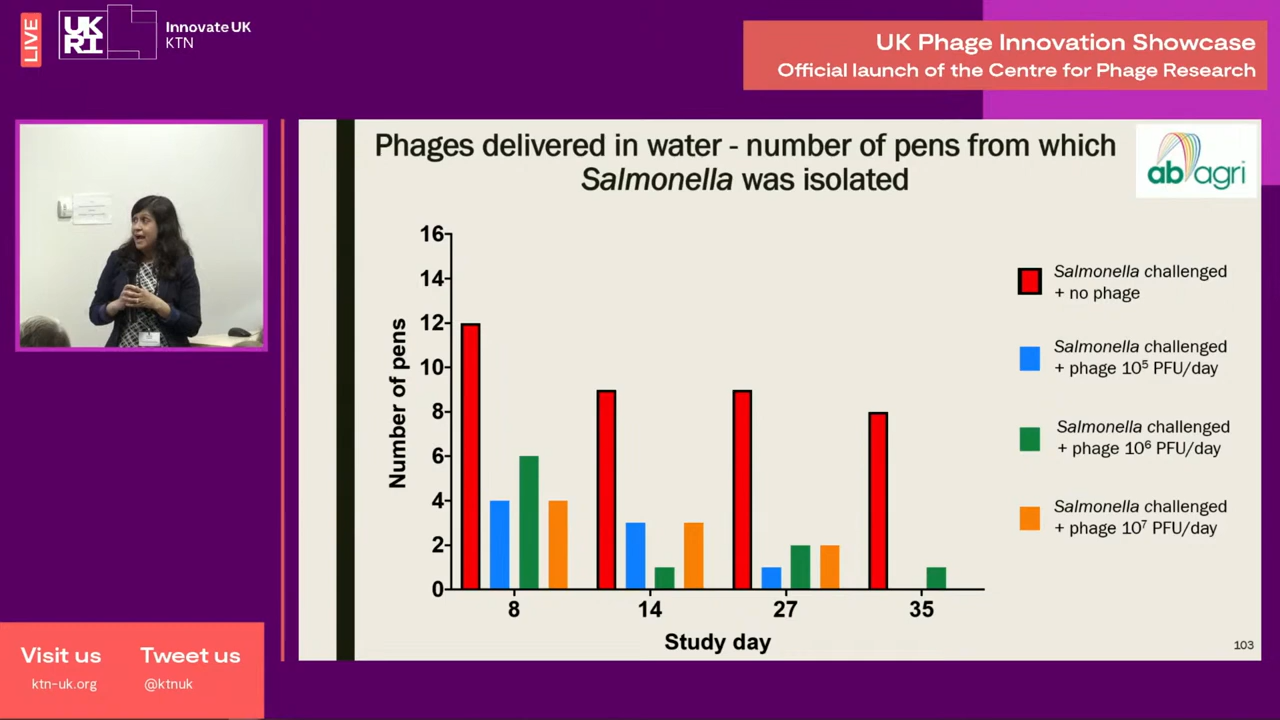 LIVE
UK
RI
Innovate UK
KTN
UK Phage Innovation Showcase
Official launch of the Centre for Phage Research
Phages delivered in water - number of pens from which
Salmonella was isolated
ab agri
16
14
12
10
8
6
4
2
0
Number of pens
8
14
27
35
Study day
Salmonella challenged
+ no phage
Salmonella challenged
+ phage 10⁵ PFU/day
Salmonella challenged
+ phage 10⁶ PFU/day
Salmonella challenged
+ phage 10⁷ PFU/day
103
Visit us
ktn-uk.org
Tweet us
@ktnuk